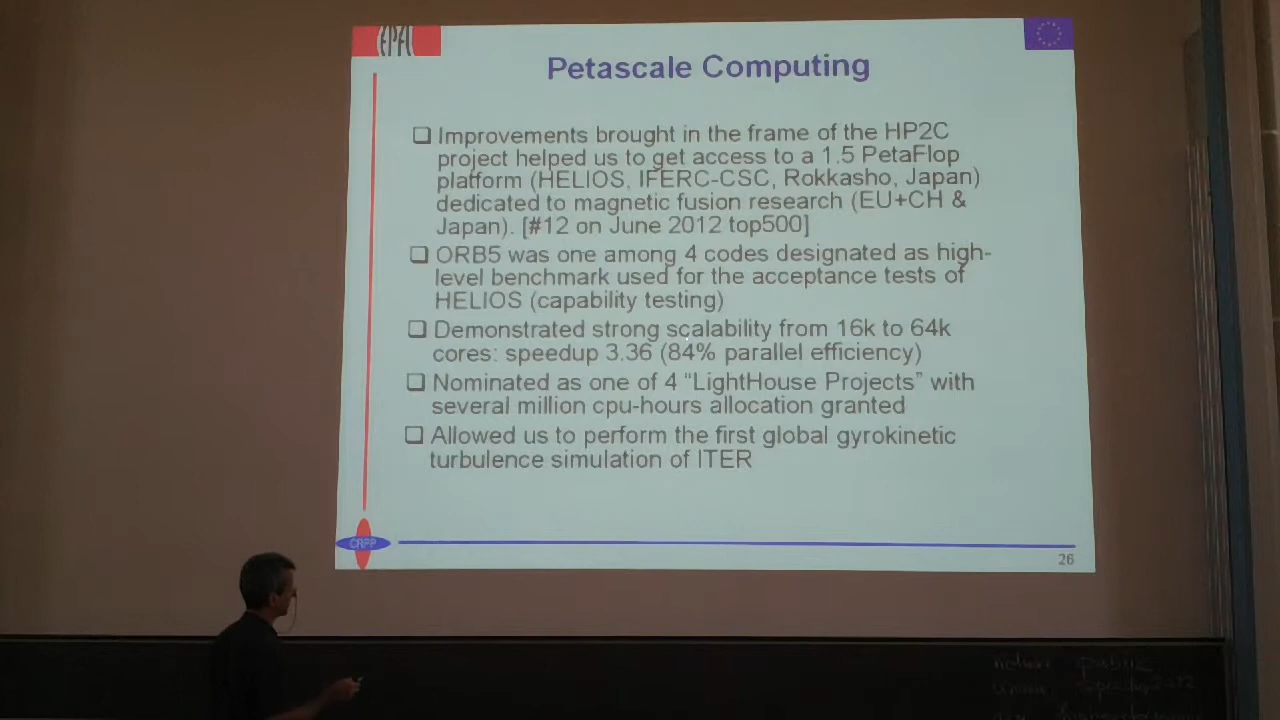 EPFL
Petascale Computing
❑ Improvements brought in the frame of the HP2C
project helped us to get access to a 1.5 PetaFlop
platform (HELIOS, IFERC-CSC, Rokkasho, Japan)
dedicated to magnetic fusion research (EU+CH &
Japan). [#12 on June 2012 top500]
❑ ORB5 was one among 4 codes designated as high-
level benchmark used for the acceptance tests of
HELIOS (capability testing)
❑ Demonstrated strong scalability from 16k to 64k
cores: speedup 3.36 (84% parallel efficiency)
❑ Nominated as one of 4 “LightHouse Projects” with
several million cpu-hours allocation granted
❑ Allowed us to perform the first global gyrokinetic
turbulence simulation of ITER
CRPP
26
public